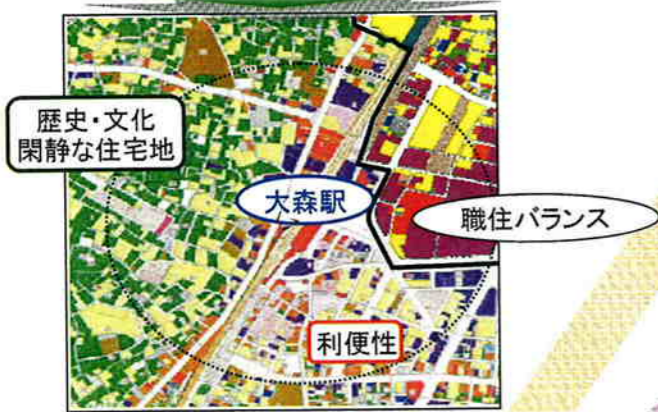 歴史・文化
閑静な住宅地
大森駅
職住バランス
利便性